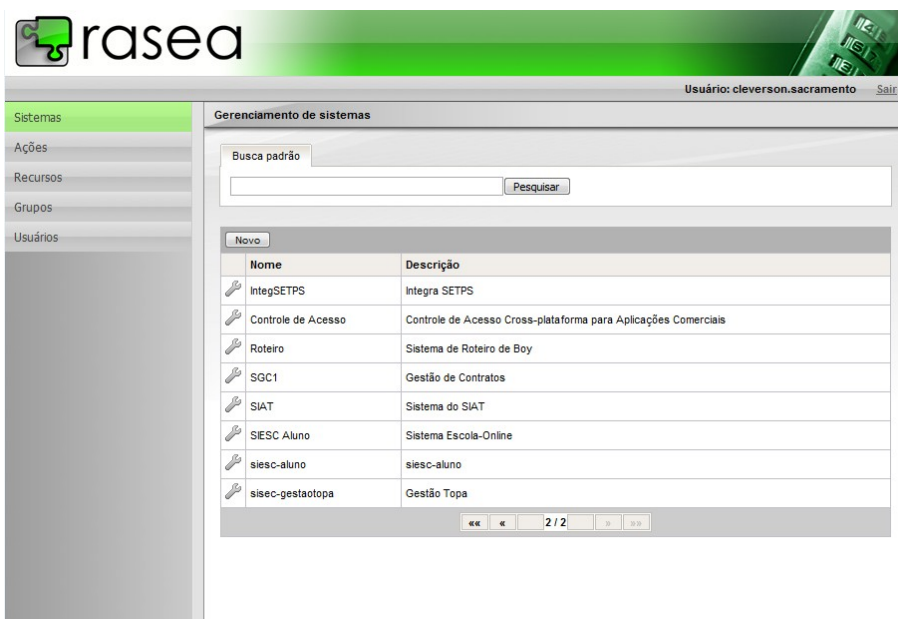 rasea
Usuário: cleverson.sacramento Sair
Sistemas
Ações
Recursos
Grupos
Usuários
Gerenciamento de sistemas
Busca padrão
Pesquisar
Novo
Nome Descrição
IntegSETPS Integra SETPS
Controle de Acesso Controle de Acesso Cross-plataforma para Aplicações Comerciais
Roteiro Sistema de Roteiro de Boy
SGC1 Gestão de Contratos
SIAT Sistema do SIAT
SIESC Aluno Sistema Escola-Online
siesc-aluno siesc-aluno
sisec-gestaotopa Gestão Topa
«« « 2 / 2 » »»